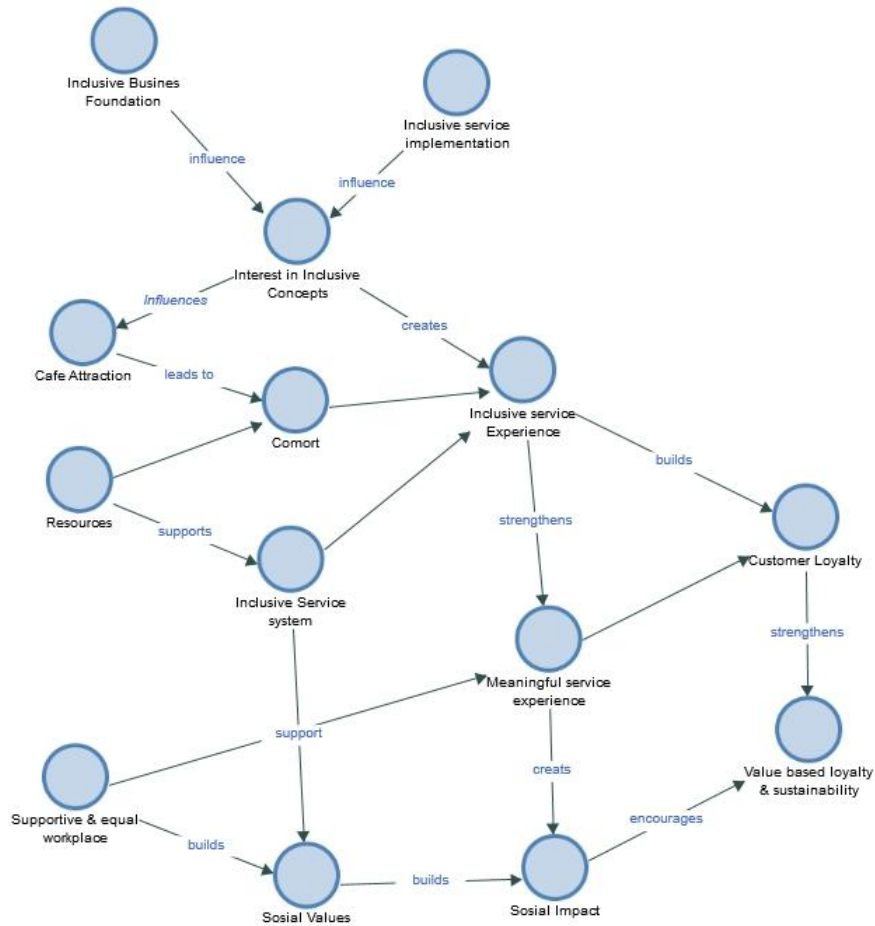 Inclusive Busines
Foundation
Inclusive service
implementation
influence
influence
Interest in Inclusive
Concepts
Influences
creates
Cafe Attraction
leads to
Comort
Inclusive service
Experience
builds
Resources
supports
strengthens
Customer Loyalty
Inclusive Service
system
strengthens
Meaningful service
experience
support
Value based loyalty
& sustainability
creats
Supportive & equal
workplace
encourages
builds
builds
Sosial Values
Sosial Impact